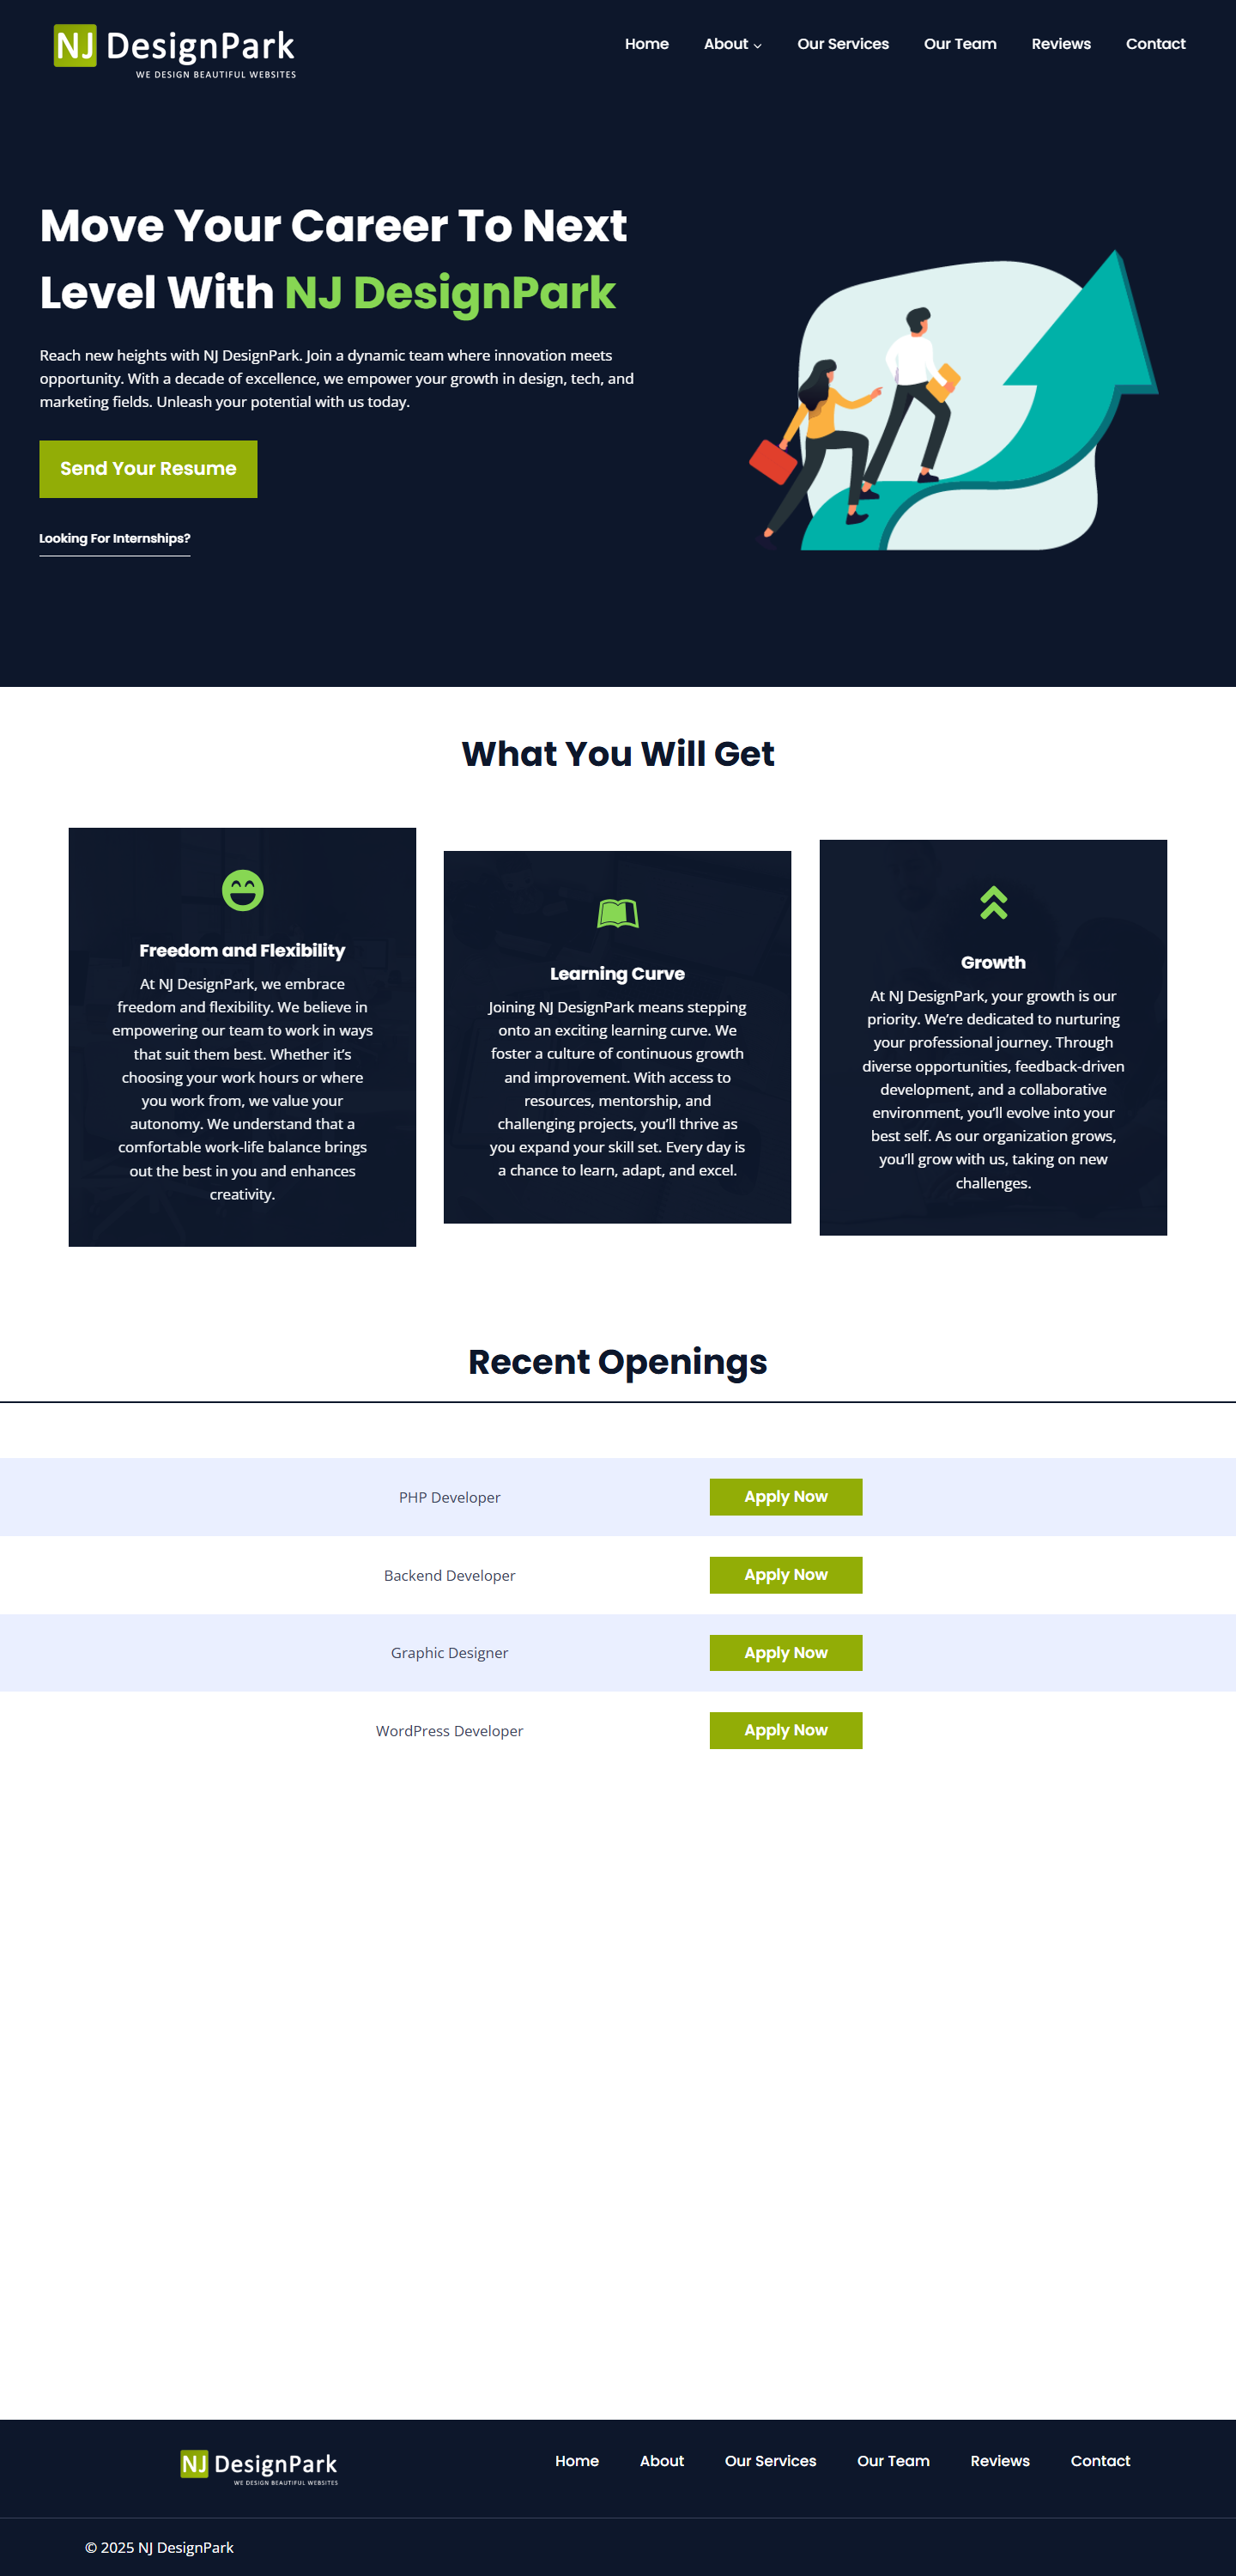 NJ DesignPark
WE DESIGN BEAUTIFUL WEBSITES
Home About Our Services Our Team Reviews Contact
Move Your Career To Next
Level With NJ DesignPark
Reach new heights with NJ DesignPark. Join a dynamic team where innovation meets
opportunity. With a decade of excellence, we empower your growth in design, tech, and
marketing fields. Unleash your potential with us today.
Send Your Resume
Looking For Internships?
What You Will Get
Freedom and Flexibility
At NJ DesignPark, we embrace
freedom and flexibility. We believe in
empowering our team to work in ways
that suit them best. Whether it’s
choosing your work hours or where
you work from, we value your
autonomy. We understand that a
comfortable work-life balance brings
out the best in you and enhances
creativity.
Learning Curve
Joining NJ DesignPark means stepping
onto an exciting learning curve. We
foster a culture of continuous growth
and improvement. With access to
resources, mentorship, and
challenging projects, you’ll thrive as
you expand your skill set. Every day is
a chance to learn, adapt, and excel.
Growth
At NJ DesignPark, your growth is our
priority. We’re dedicated to nurturing
your professional journey. Through
diverse opportunities, feedback-driven
development, and a collaborative
environment, you’ll evolve into your
best self. As our organization grows,
you’ll grow with us, taking on new
challenges.
Recent Openings
PHP Developer Apply Now
Backend Developer Apply Now
Graphic Designer Apply Now
WordPress Developer Apply Now
NJ DesignPark
WE DESIGN BEAUTIFUL WEBSITES
Home About Our Services Our Team Reviews Contact
© 2025 NJ DesignPark